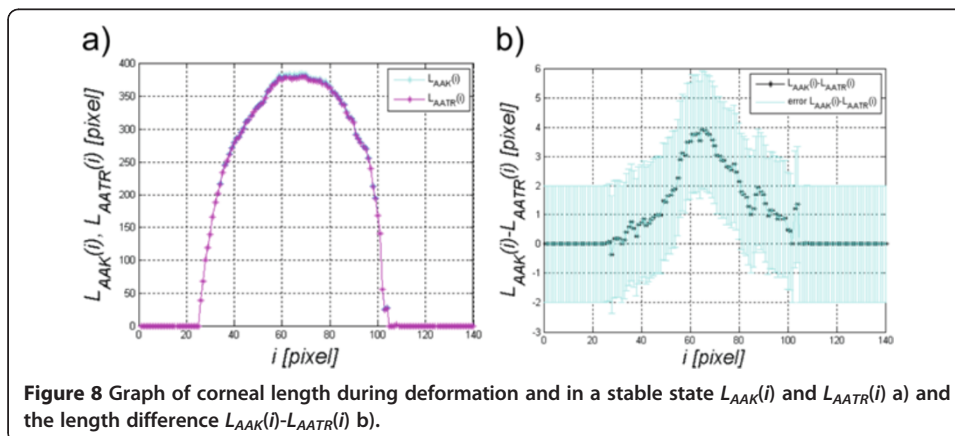 a)
b)
400
350
300
250
200
150
100
50
0
0 20 40 60 80 100 120 140
L_AAK(i), L_AATR(i) [pixel]
i [pixel]
L_AAK(i)
L_AATR(i)
6
5
4
3
2
1
0
-1
-2
-3
0 20 40 60 80 100 120 140
L_AAK(i)-L_AATR(i) [pixel]
i [pixel]
L_AAK(i)-L_AATR(i)
error L_AAK(i)-L_AATR(i)
Figure 8 Graph of corneal length during deformation and in a stable state L_AAK(i) and L_AATR(i) a) and
the length difference L_AAK(i)-L_AATR(i) b).